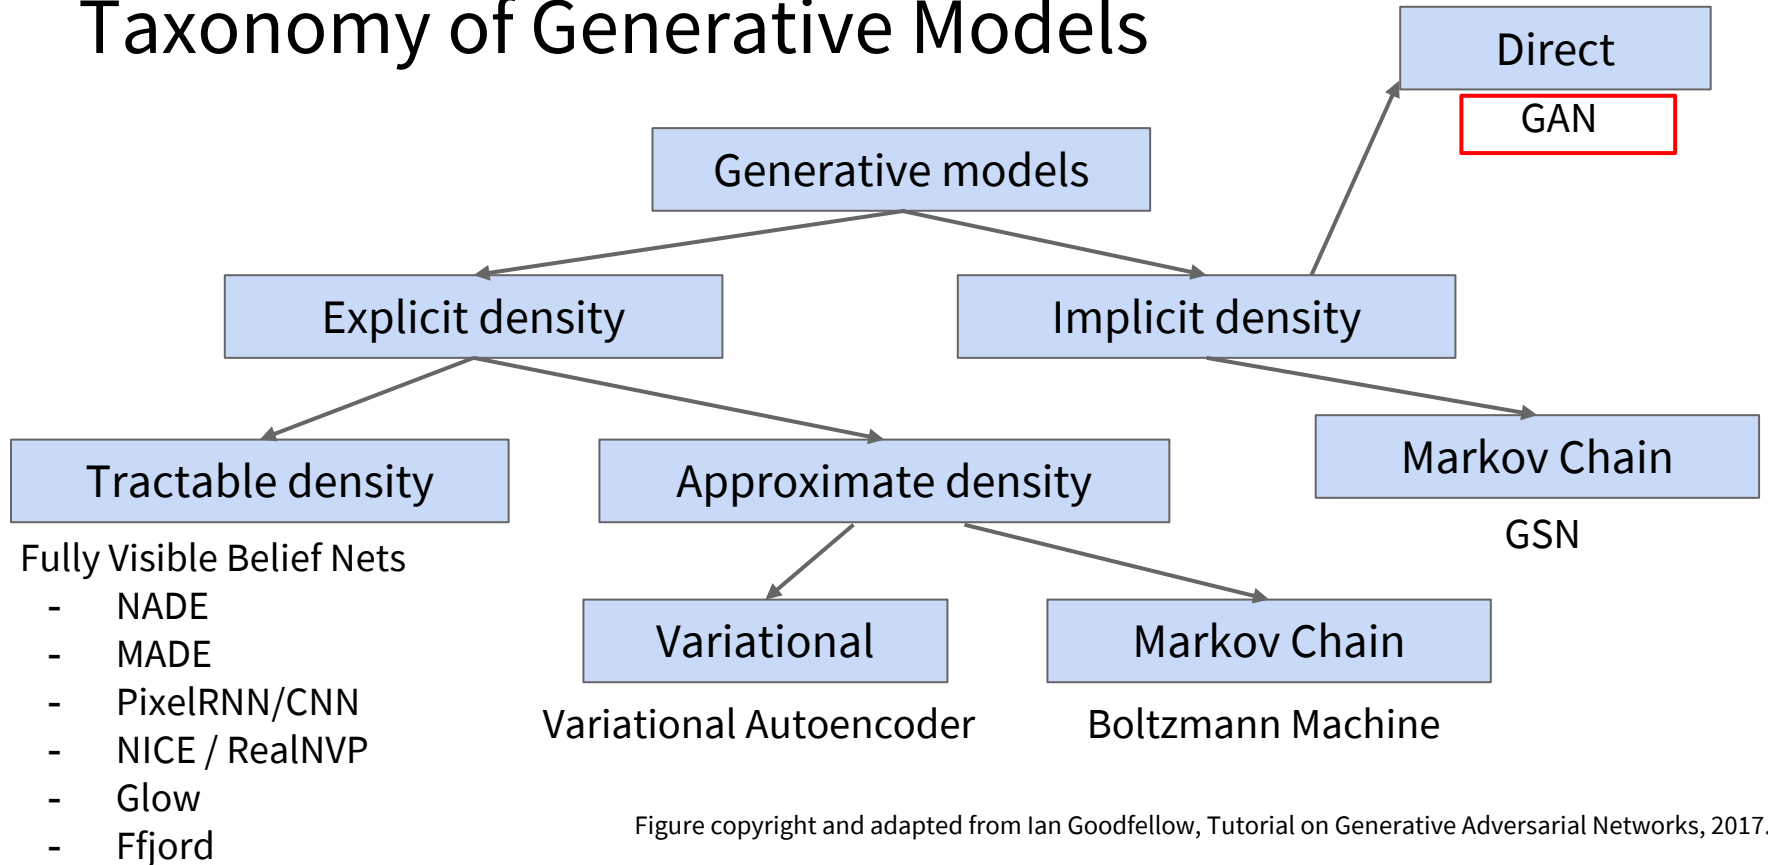 Taxonomy of Generative Models
Direct
GAN
Generative models
Explicit density
Implicit density
Tractable density
Approximate density
Markov Chain
GSN
Fully Visible Belief Nets
- NADE
- MADE
- PixelRNN/CNN
- NICE / RealNVP
- Glow
- Ffjord
Variational
Markov Chain
Variational Autoencoder
Boltzmann Machine
Figure copyright and adapted from Ian Goodfellow, Tutorial on Generative Adversarial Networks, 2017.